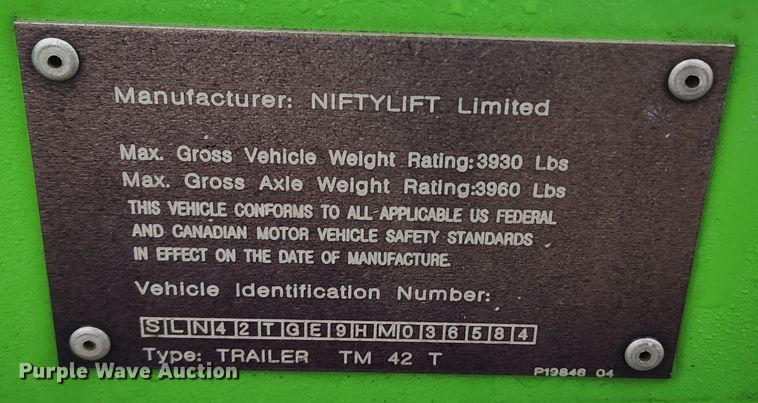 Manufacturer: NIFTYLIFT Limited
Max. Gross Vehicle Weight Rating:3930 Lbs
Max. Gross Axle Weight Rating:3960 Lbs
THIS VEHICLE CONFORMS TO ALL APPLICABLE US FEDERAL
AND CANADIAN MOTOR VEHICLE SAFETY STANDARDS
IN EFFECT ON THE DATE OF MANUFACTURE.
Vehicle Identification Number:
SLN42TGE9HM036584
Type: TRAILER TM 42 T
P19846 04
Purple Wave Auction